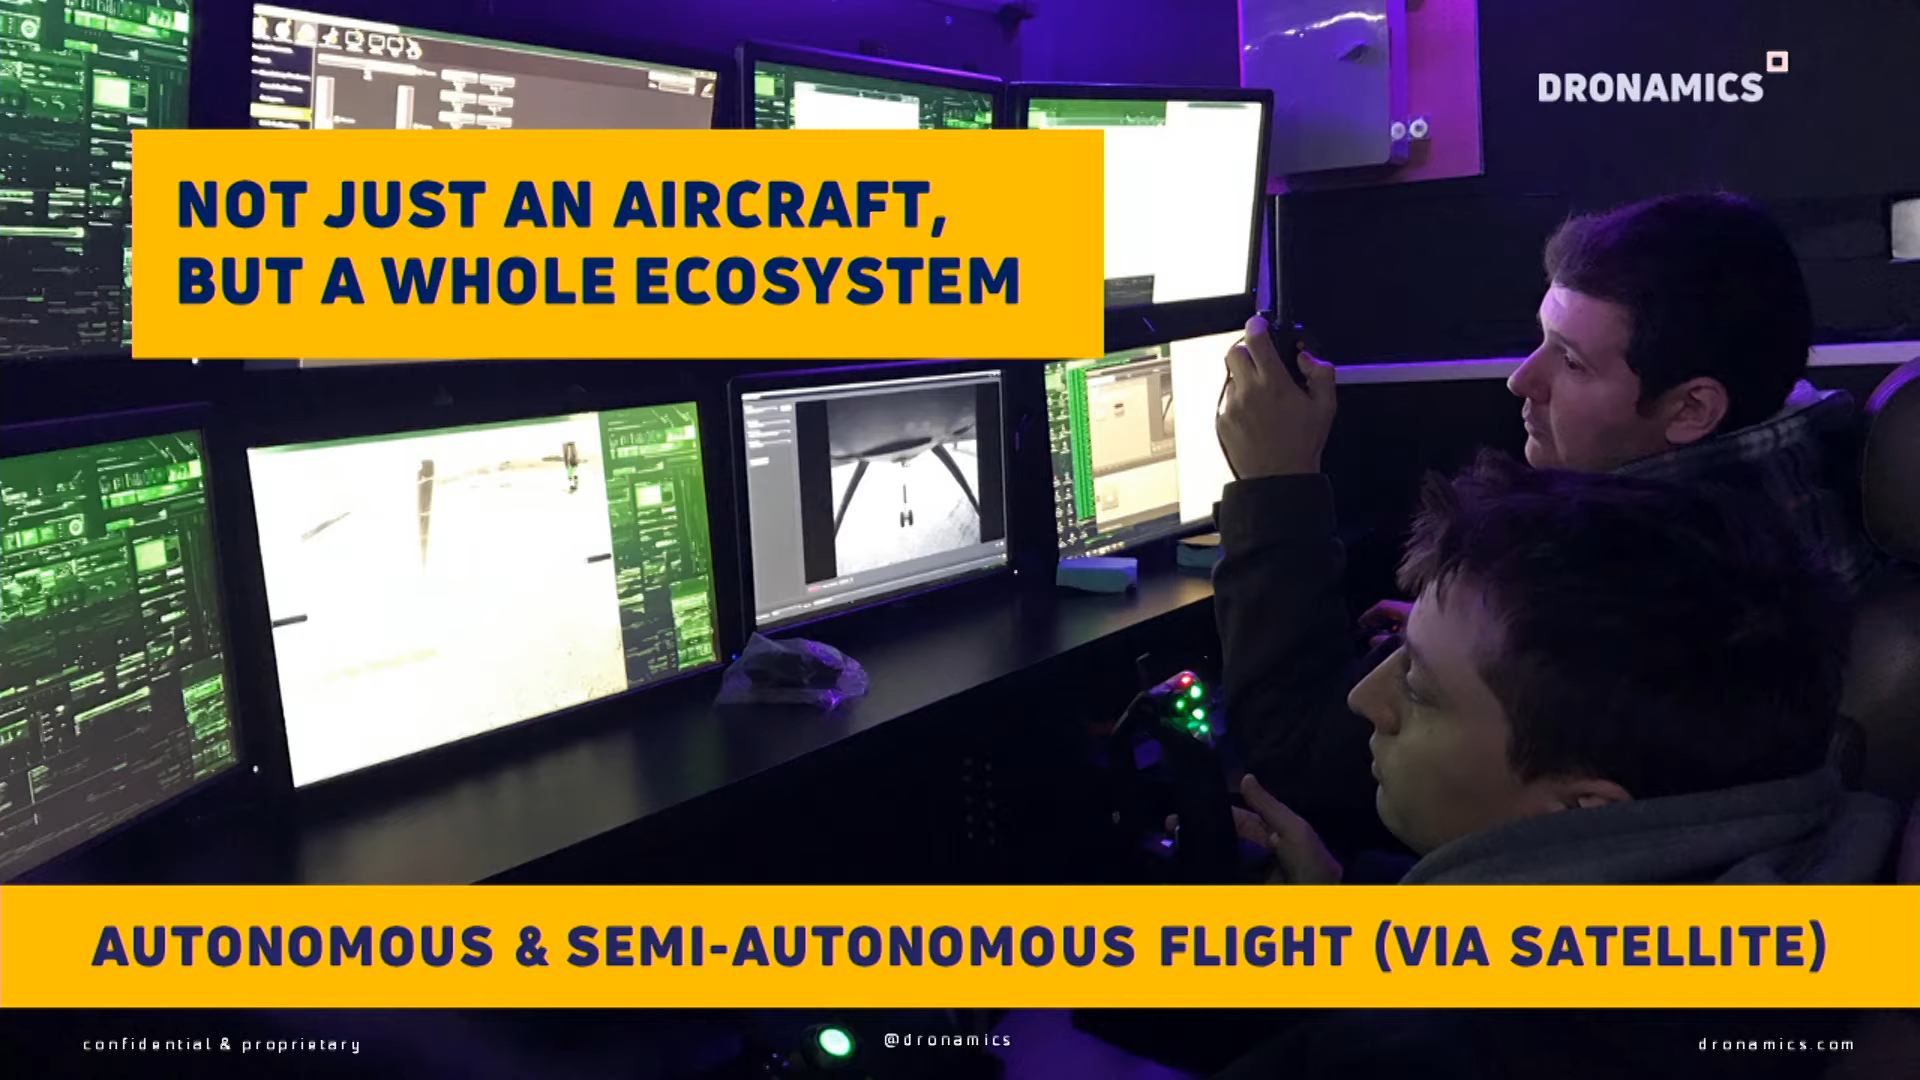 DRONAMICS
NOT JUST AN AIRCRAFT,
BUT A WHOLE ECOSYSTEM
AUTONOMOUS & SEMI-AUTONOMOUS FLIGHT (VIA SATELLITE)
confidential & proprietary
@dronamics
dronamics.com